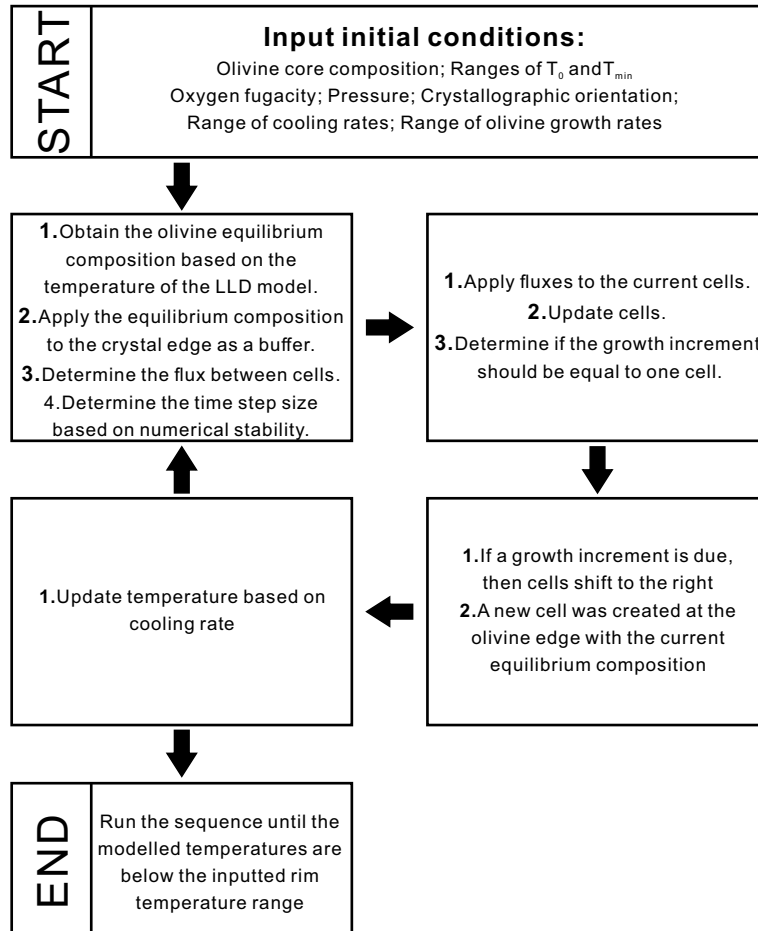 START
Input initial conditions:
Olivine core composition; Ranges of T₀ andTₘᵢₙ
Oxygen fugacity; Pressure; Crystallographic orientation;
Range of cooling rates; Range of olivine growth rates
1.Obtain the olivine equilibrium
composition based on the
temperature of the LLD model.
2.Apply the equilibrium composition
to the crystal edge as a buffer.
3.Determine the flux between cells.
4.Determine the time step size
based on numerical stability.
1.Apply fluxes to the current cells.
2.Update cells.
3.Determine if the growth increment
should be equal to one cell.
1.If a growth increment is due,
then cells shift to the right
2.A new cell was created at the
olivine edge with the current
equilibrium composition
1.Update temperature based on
cooling rate
END
Run the sequence until the
modelled temperatures are
below the inputted rim
temperature range